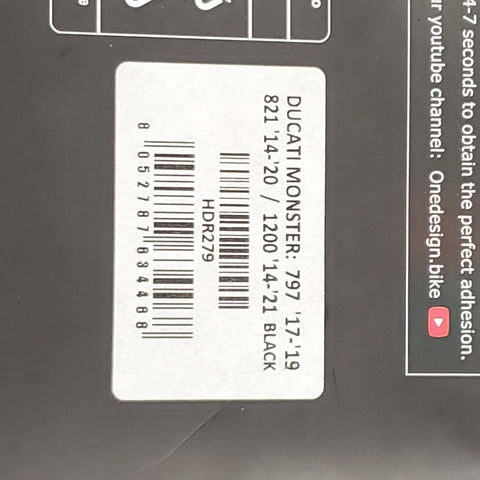 4-7 seconds to obtain the perfect adhesion.
ur youtube channel: Onedesign.bike
DUCATI MONSTER: 797 '17-'19
821 '14-'20 / 1200 '14-'21 BLACK
HDR279
8 052787 634468